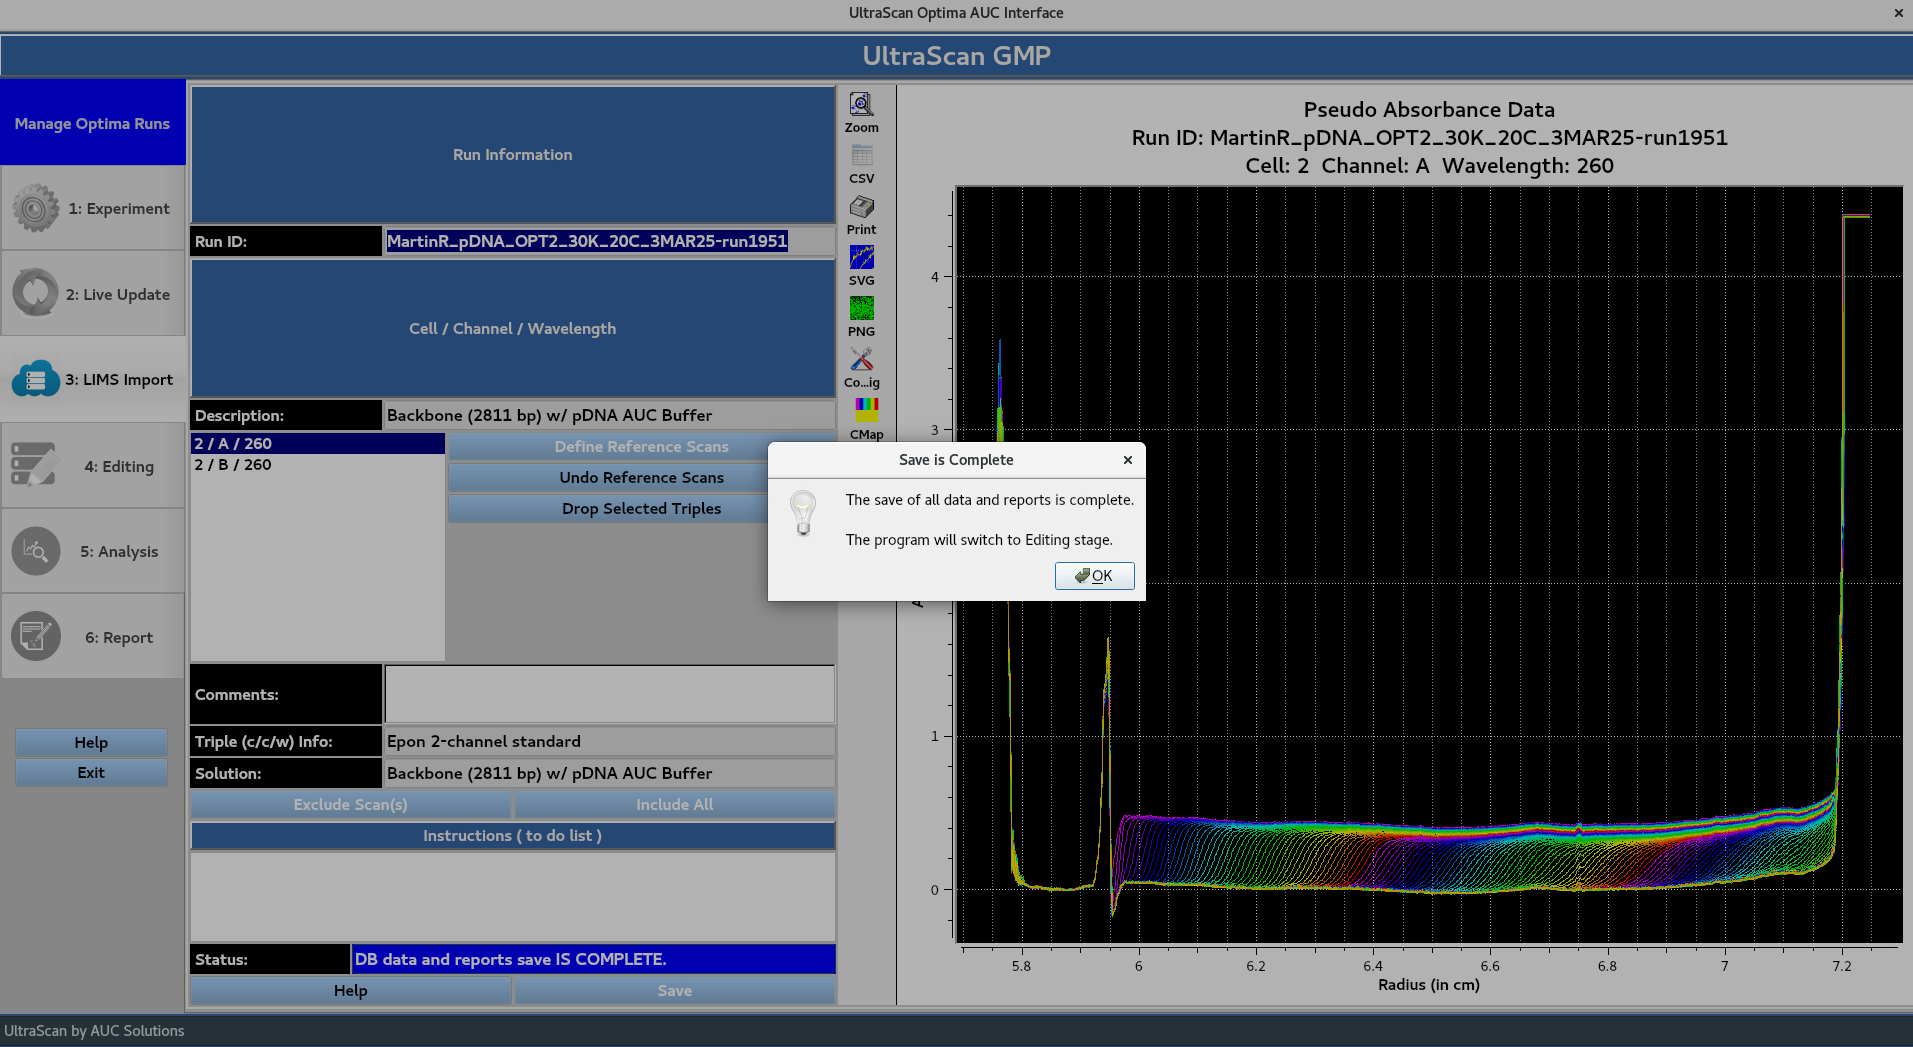 UltraScan Optima AUC Interface
UltraScan GMP
Manage Optima Runs
1: Experiment
2: Live Update
3: LIMS Import
4: Editing
5: Analysis
6: Report
Help
Exit
Run Information
Run ID:
MartinR_pDNA_OPT2_30K_20C_3MAR25-run1951
Cell / Channel / Wavelength
Description:
Backbone (2811 bp) w/ pDNA AUC Buffer
2 / A / 260
2 / B / 260
Define Reference Scans
Undo Reference Scans
Drop Selected Triples
Comments:
Triple (c/c/w) Info:
Epon 2-channel standard
Solution:
Backbone (2811 bp) w/ pDNA AUC Buffer
Exclude Scan(s)
Include All
Instructions ( to do list )
Status:
DB data and reports save IS COMPLETE.
Help
Save
Zoom
CSV
Print
SVG
PNG
Co...ig
CMap
Pseudo Absorbance Data
Run ID: MartinR_pDNA_OPT2_30K_20C_3MAR25-run1951
Cell: 2 Channel: A Wavelength: 260
4
3
1
0
5.8
6
6.2
6.4
6.6
6.8
7
7.2
Radius (in cm)
Save is Complete
The save of all data and reports is complete.
The program will switch to Editing stage.
OK
UltraScan by AUC Solutions